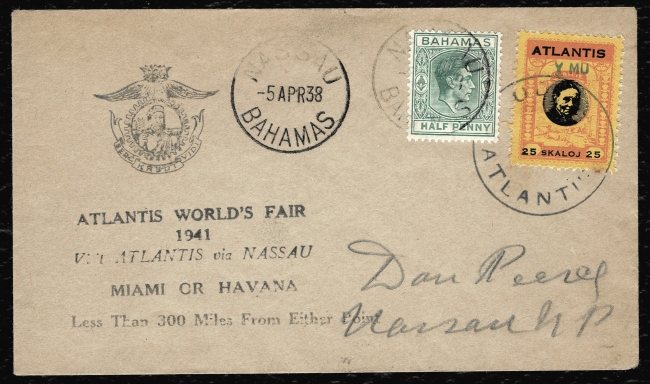 NASSAU
-5 APR 38
BAHAMAS
BAHAMAS
HALF PENNY
ATLANTIS
Y MU
25 SKALOJ 25
ATLANTIS
ATLANTIS WORLD'S FAIR
1941
ATLANTIS via NASSAU
MIAMI OR HAVANA
Less Than 300 Miles From Either Point
Don
Nassau N P